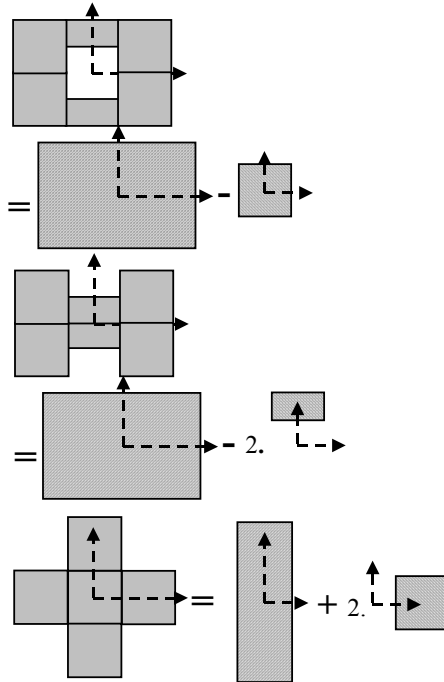 = -
= - 2.
= + 2.